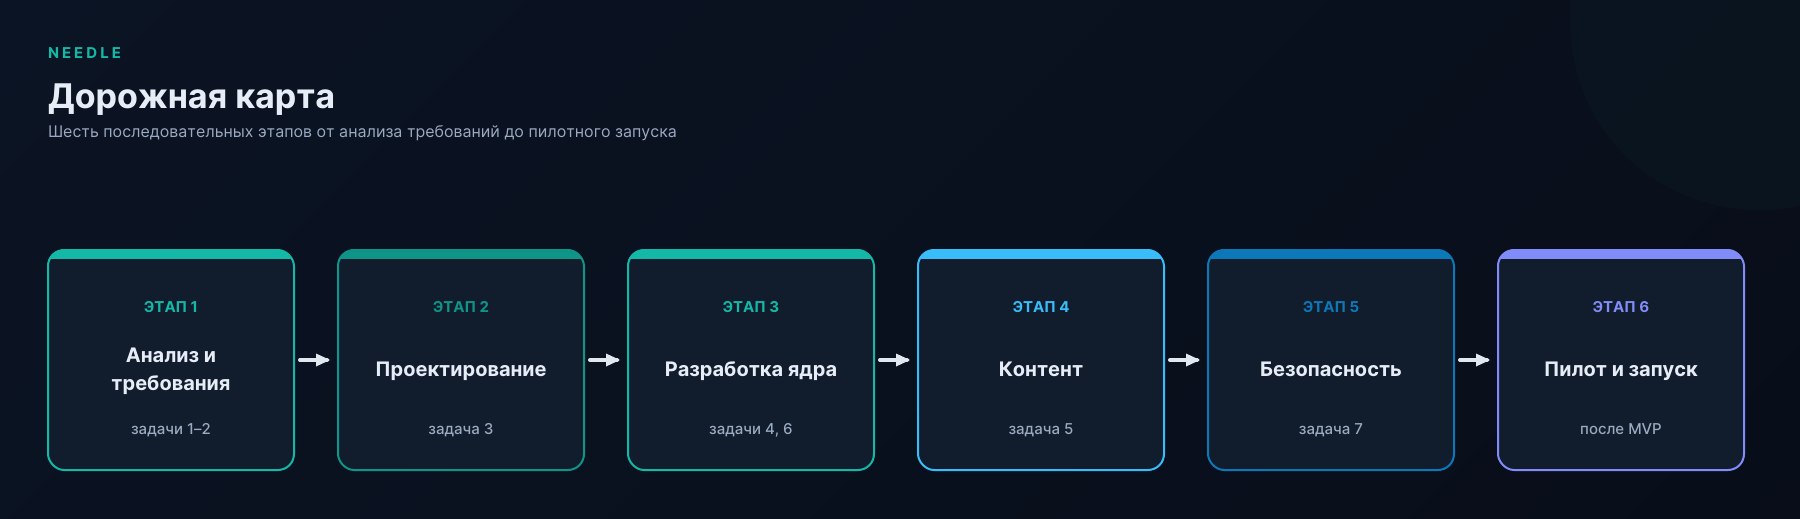 NEEDLE
Дорожная карта
Шесть последовательных этапов от анализа требований до пилотного запуска
ЭТАП 1
Анализ и
требования
задачи 1–2
ЭТАП 2
Проектирование
задача 3
ЭТАП 3
Разработка ядра
задачи 4, 6
ЭТАП 4
Контент
задача 5
ЭТАП 5
Безопасность
задача 7
ЭТАП 6
Пилот и запуск
после MVP